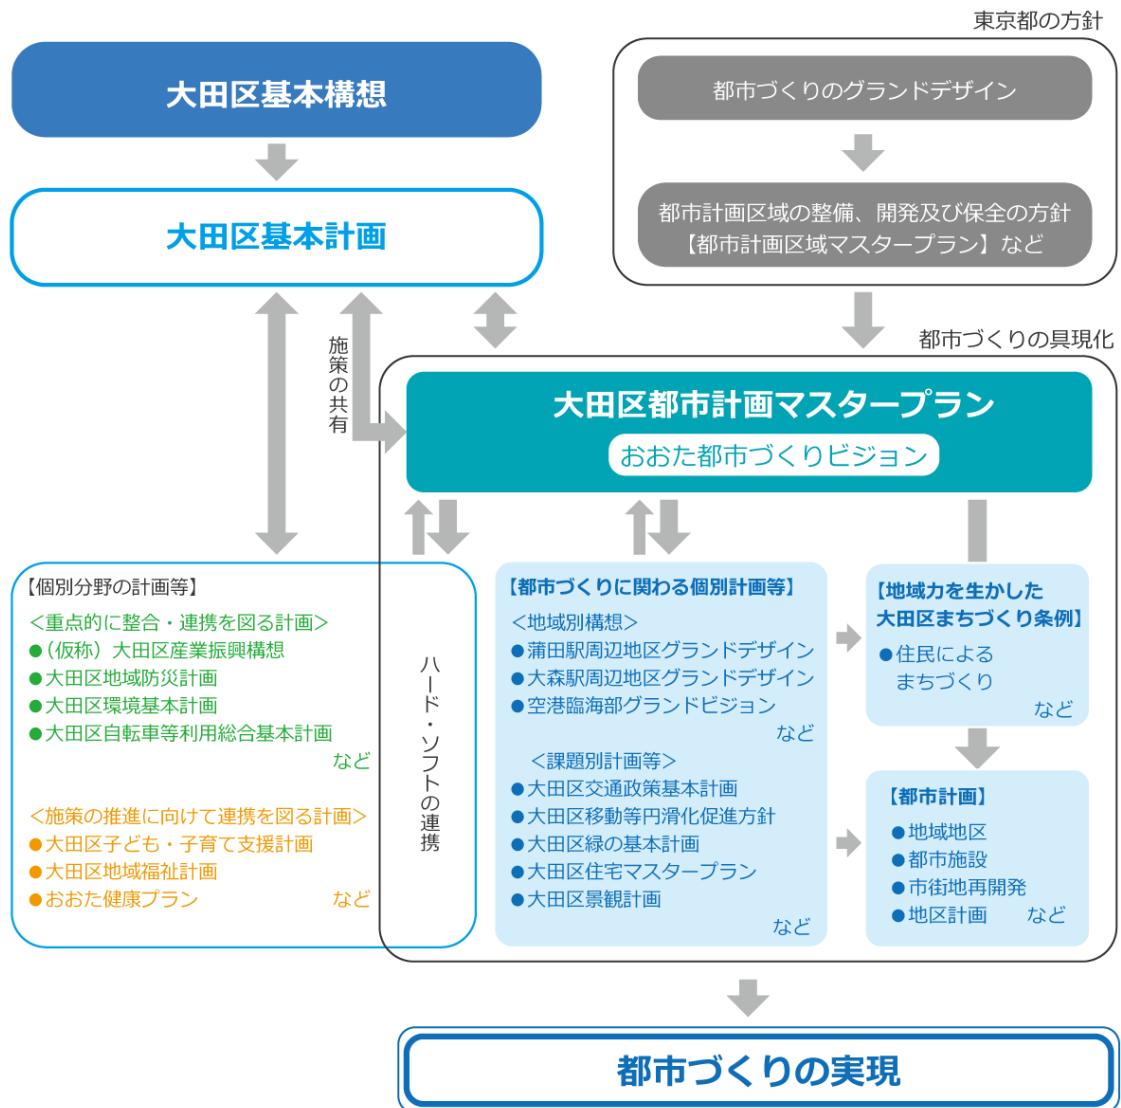 東京都の方針
大田区基本構想
都市づくりのグランドデザイン
大田区基本計画
都市計画区域の整備、開発及び保全の方針
【都市計画区域マスタープラン】など
施策の共有
都市づくりの具現化
大田区都市計画マスタープラン
おおた都市づくりビジョン
【個別分野の計画等】
<重点的に整合・連携を図る計画>
●(仮称)大田区産業振興構想
●大田区地域防災計画
●大田区環境基本計画
●大田区自転車等利用総合基本計画
など
<施策の推進に向けて連携を図る計画>
●大田区子ども・子育て支援計画
●大田区地域福祉計画
●おおた健康プラン など
ハード・ソフトの連携
【都市づくりに関わる個別計画等】
<地域別構想>
●蒲田駅周辺地区グランドデザイン
●大森駅周辺地区グランドデザイン
●空港臨海部グランドビジョン
など
<課題別計画等>
●大田区交通政策基本計画
●大田区移動等円滑化促進方針
●大田区緑の基本計画
●大田区住宅マスタープラン
●大田区景観計画
など
【地域力を生かした
大田区まちづくり条例】
●住民による
まちづくり
など
【都市計画】
●地域地区
●都市施設
●市街地再開発
●地区計画 など
都市づくりの実現